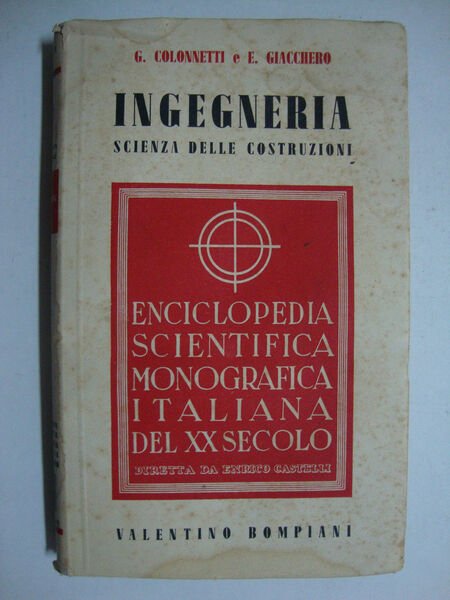 G. COLONNETTI e E. GIACCHERO
INGEGNERIA
SCIENZA DELLE COSTRUZIONI
ENCICLOPEDIA
SCIENTIFICA
MONOGRAFICA
ITALIANA
DEL XX SECOLO
DIRETTA DA ENRICO CASTELLI
VALENTINO BOMPIANI